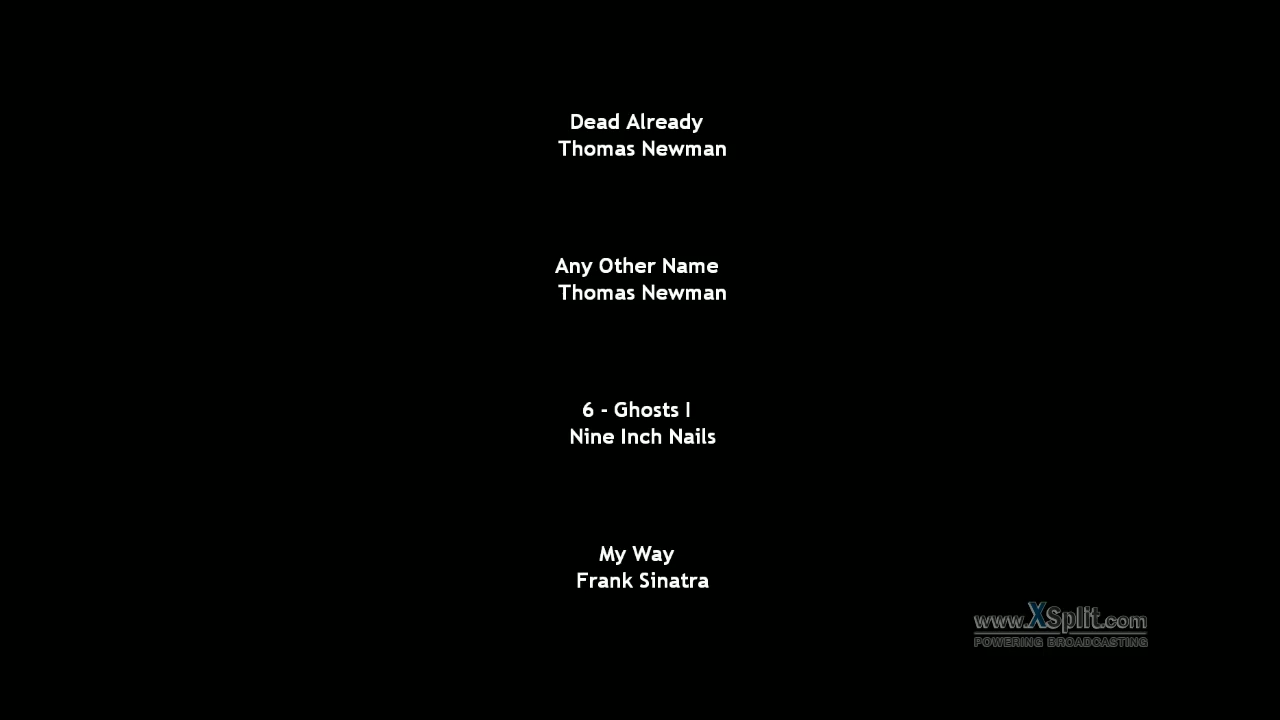 Dead Already
Thomas Newman
Any Other Name
Thomas Newman
6 - Ghosts I
Nine Inch Nails
My Way
Frank Sinatra
www.XSplit.com
POWERING BROADCASTING